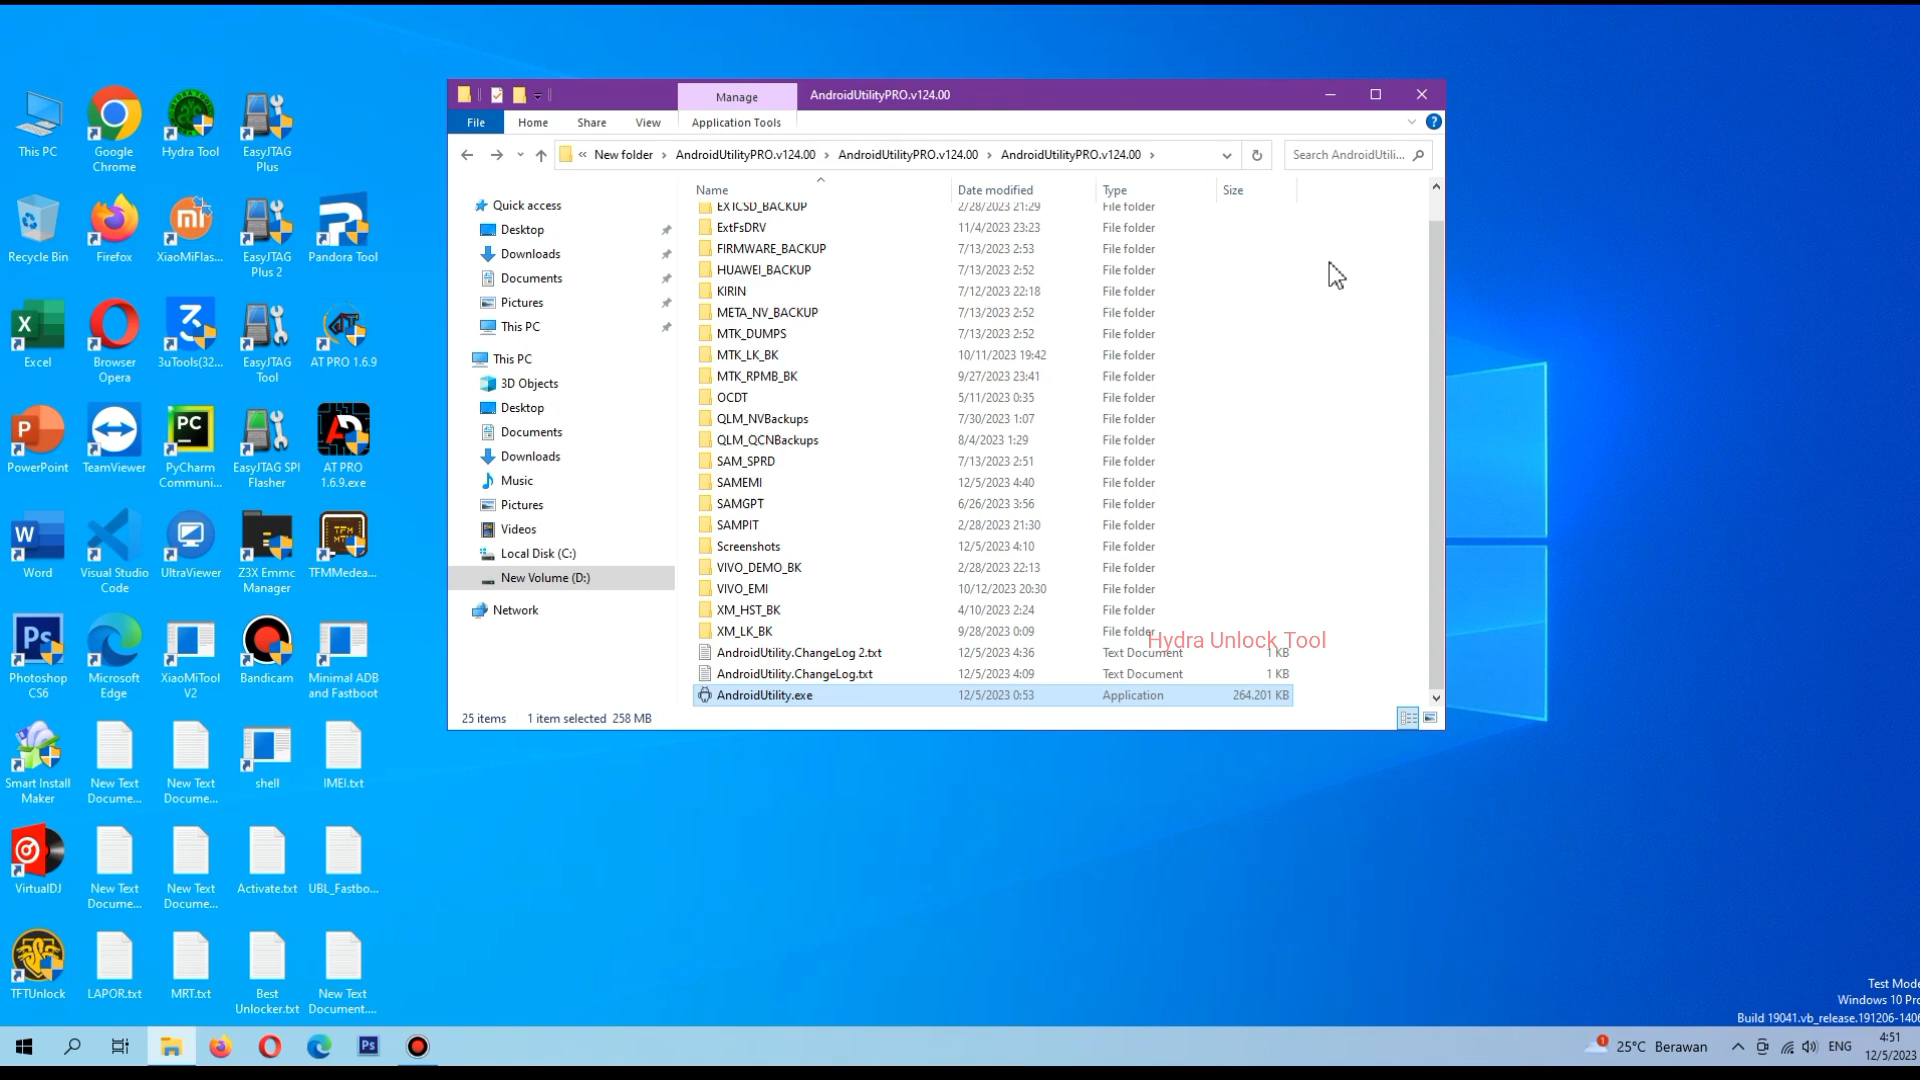 Manage
AndroidUtilityPRO.v124.00
File
Home
Share
View
Application Tools
« New folder › AndroidUtilityPRO.v124.00 › AndroidUtilityPRO.v124.00 › AndroidUtilityPRO.v124.00 ›
Search AndroidUtili...
Name Date modified Type Size
EXTCSD_BACKUP 2/28/2023 21:29 File folder
ExtFsDRV 11/4/2023 23:23 File folder
FIRMWARE_BACKUP 7/13/2023 2:53 File folder
HUAWEI_BACKUP 7/13/2023 2:52 File folder
KIRIN 7/12/2023 22:18 File folder
META_NV_BACKUP 7/13/2023 2:52 File folder
MTK_DUMPS 7/13/2023 2:52 File folder
MTK_LK_BK 10/11/2023 19:42 File folder
MTK_RPMB_BK 9/27/2023 23:41 File folder
OCDT 5/11/2023 0:35 File folder
QLM_NVBackups 7/30/2023 1:07 File folder
QLM_QCNBackups 8/4/2023 1:29 File folder
SAM_SPRD 7/13/2023 2:51 File folder
SAMEMI 12/5/2023 4:40 File folder
SAMGPT 6/26/2023 3:56 File folder
SAMPIT 2/28/2023 21:30 File folder
Screenshots 12/5/2023 4:10 File folder
VIVO_DEMO_BK 2/28/2023 22:13 File folder
VIVO_EMI 10/12/2023 20:30 File folder
XM_HST_BK 4/10/2023 2:24 File folder
XM_LK_BK 9/28/2023 0:09 File folder
Hydra Unlock Tool
AndroidUtility.ChangeLog 2.txt 12/5/2023 4:36 Text Document 1 KB
AndroidUtility.ChangeLog.txt 12/5/2023 4:09 Text Document 1 KB
AndroidUtility.exe 12/5/2023 0:53 Application 264.201 KB
25 items 1 item selected 258 MB
Quick access
Desktop
Downloads
Documents
Pictures
This PC
This PC
3D Objects
Desktop
Documents
Downloads
Music
Pictures
Videos
Local Disk (C:)
New Volume (D:)
Network
This PC
Google Chrome
Hydra Tool
EasyJTAG Plus
Recycle Bin
Firefox
XiaoMiFlas...
EasyJTAG Plus 2
Pandora Tool
Excel
Browser Opera
3uTools(32...
EasyJTAG Tool
AT PRO 1.6.9
PowerPoint
TeamViewer
PyCharm Communi...
EasyJTAG SPI Flasher
AT PRO 1.6.9.exe
Word
Visual Studio Code
UltraViewer
Z3X Emmc Manager
TFMMedea...
Photoshop CS6
Microsoft Edge
XiaoMiTool V2
Bandicam
Minimal ADB and Fastboot
Smart Install Maker
New Text Docume...
New Text Docume...
shell
IMEI.txt
VirtualDJ
New Text Docume...
New Text Docume...
Activate.txt
UBL_Fastbo...
TFTUnlock
LAPOR.txt
MRT.txt
Best Unlocker.txt
New Text Document....
Test Mode
Windows 10 Pro
Build 19041.vb_release.191206-1406
25°C Berawan
ENG
4:51
12/5/2023